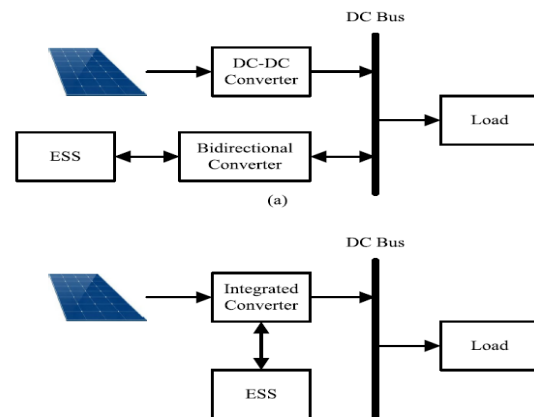 DC Bus
DC-DC
Converter
Load
ESS
Bidirectional
Converter
(a)
DC Bus
Integrated
Converter
Load
ESS